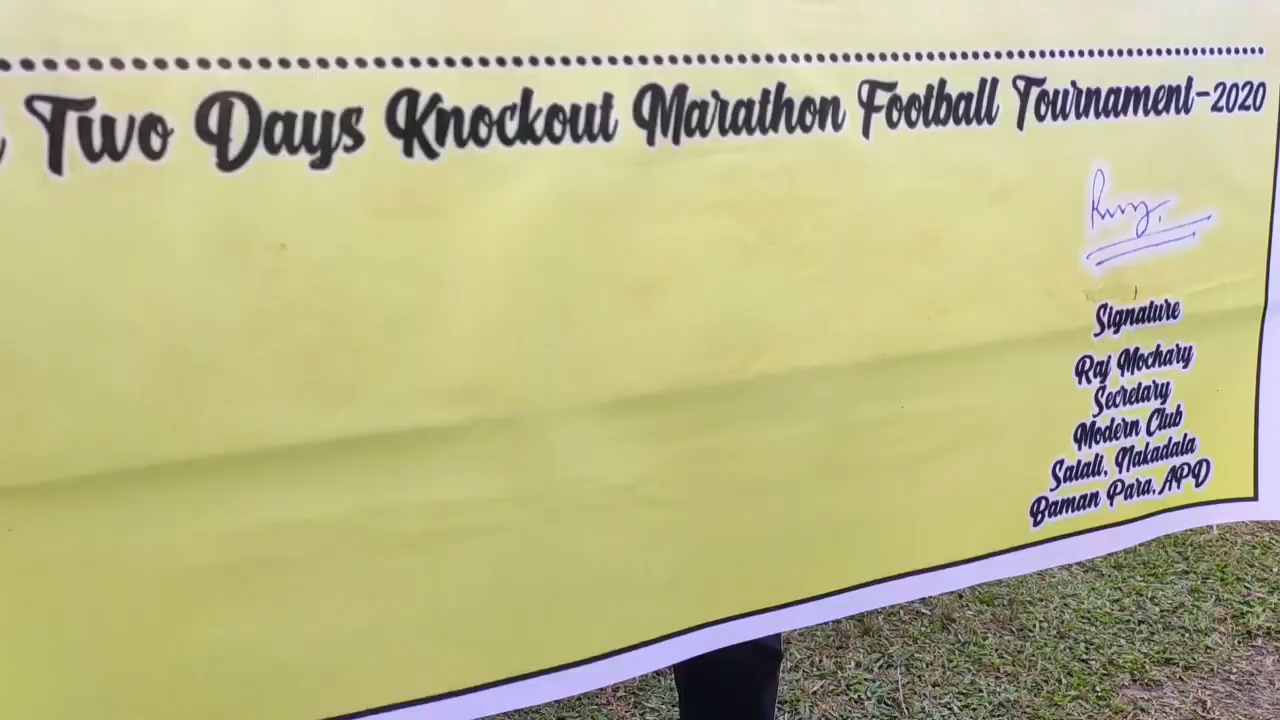 Two Days Knockout Marathon Football Tournament-2020
Signature
Raj Mochary
Secretary
Modern Club
Satali, Nakadala
Baman Para, APD